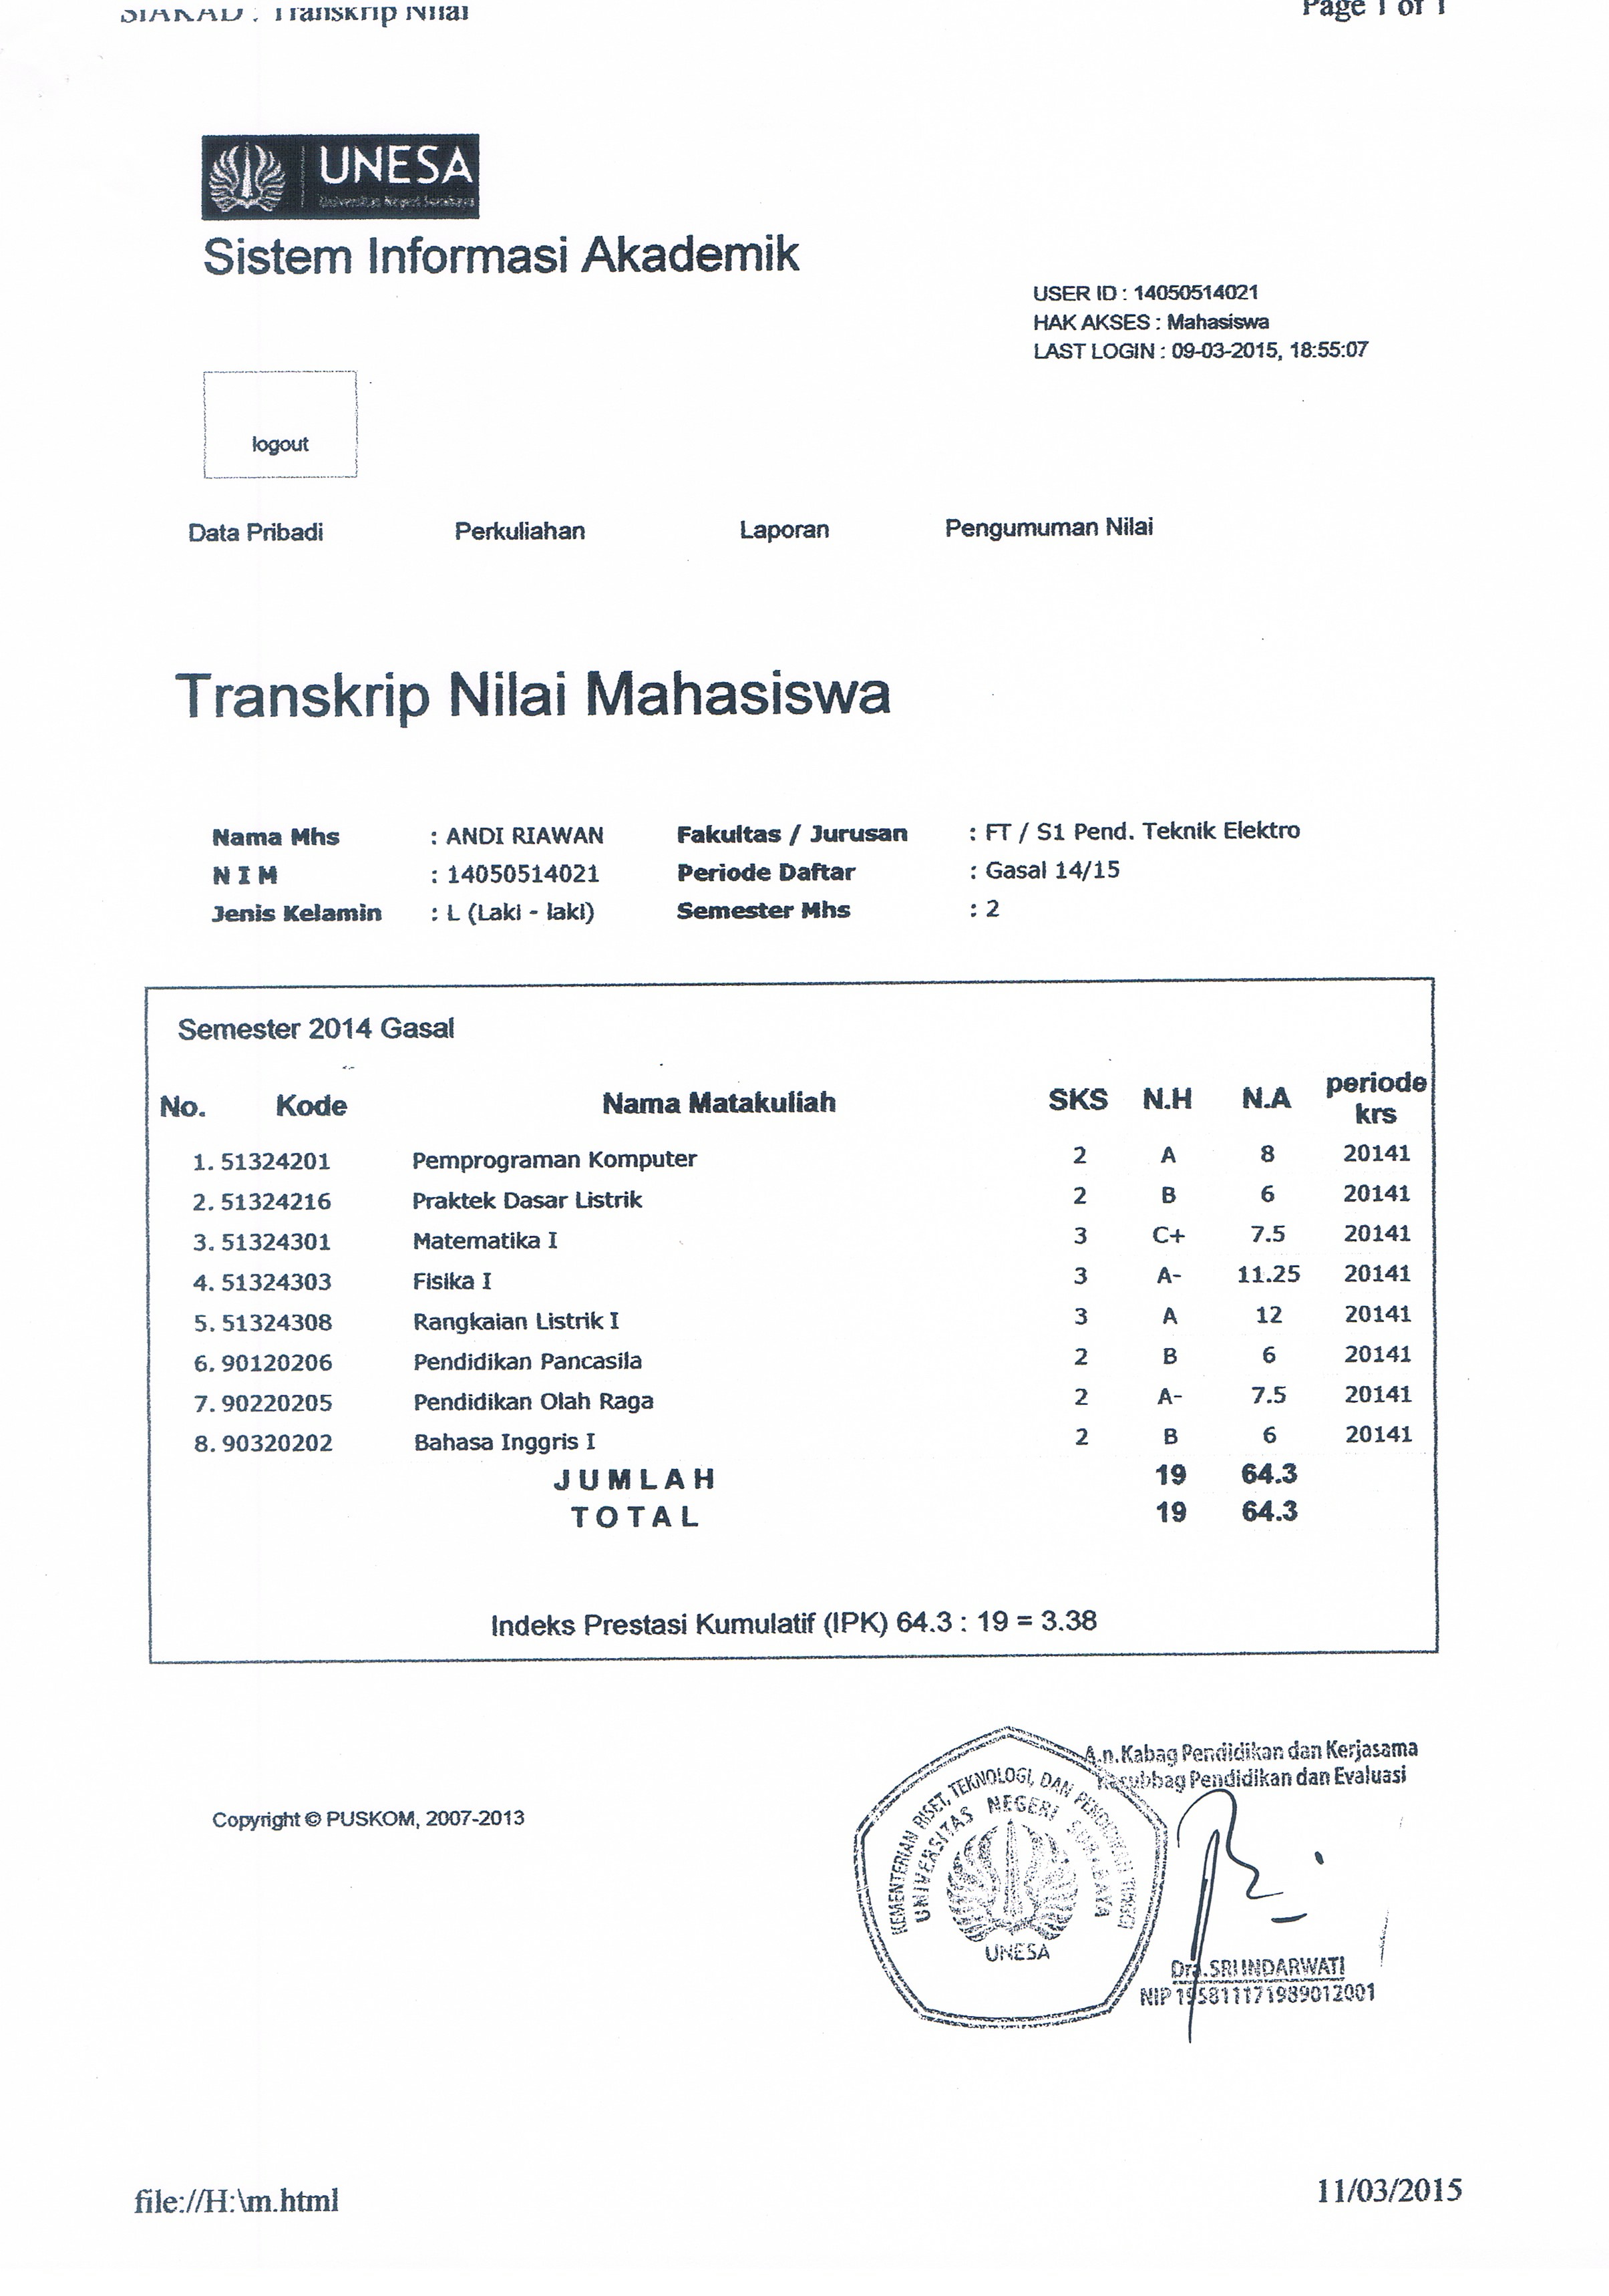 SIAKAD : Transkrip Nilai Page 1 of 1
UNESA
Universitas Negeri Surabaya
Sistem Informasi Akademik
USER ID : 14050514021
HAK AKSES : Mahasiswa
LAST LOGIN : 09-03-2015, 18:55:07
logout
Data Pribadi Perkuliahan Laporan Pengumuman Nilai
Transkrip Nilai Mahasiswa
Nama Mhs : ANDI RIAWAN Fakultas / Jurusan : FT / S1 Pend. Teknik Elektro
N I M : 14050514021 Periode Daftar : Gasal 14/15
Jenis Kelamin : L (Laki - laki) Semester Mhs : 2
Semester 2014 Gasal
No. Kode Nama Matakuliah SKS N.H N.A periode krs
1. 51324201 Pemprograman Komputer 2 A 8 20141
2. 51324216 Praktek Dasar Listrik 2 B 6 20141
3. 51324301 Matematika I 3 C+ 7.5 20141
4. 51324303 Fisika I 3 A- 11.25 20141
5. 51324308 Rangkaian Listrik I 3 A 12 20141
6. 90120206 Pendidikan Pancasila 2 B 6 20141
7. 90220205 Pendidikan Olah Raga 2 A- 7.5 20141
8. 90320202 Bahasa Inggris I 2 B 6 20141
J U M L A H 19 64.3
T O T A L 19 64.3
Indeks Prestasi Kumulatif (IPK) 64.3 : 19 = 3.38
A.n. Kabag Pendidikan dan Kerjasama
Kasubbag Pendidikan dan Evaluasi
KEMENTERIAN RISET, TEKNOLOGI, DAN PENDIDIKAN TINGGI
UNIVERSITAS NEGERI SURABAYA
UNESA
Copyright © PUSKOM, 2007-2013
Dra. SRI INDARWATI
NIP 195811171989012001
file://H:\m.html 11/03/2015